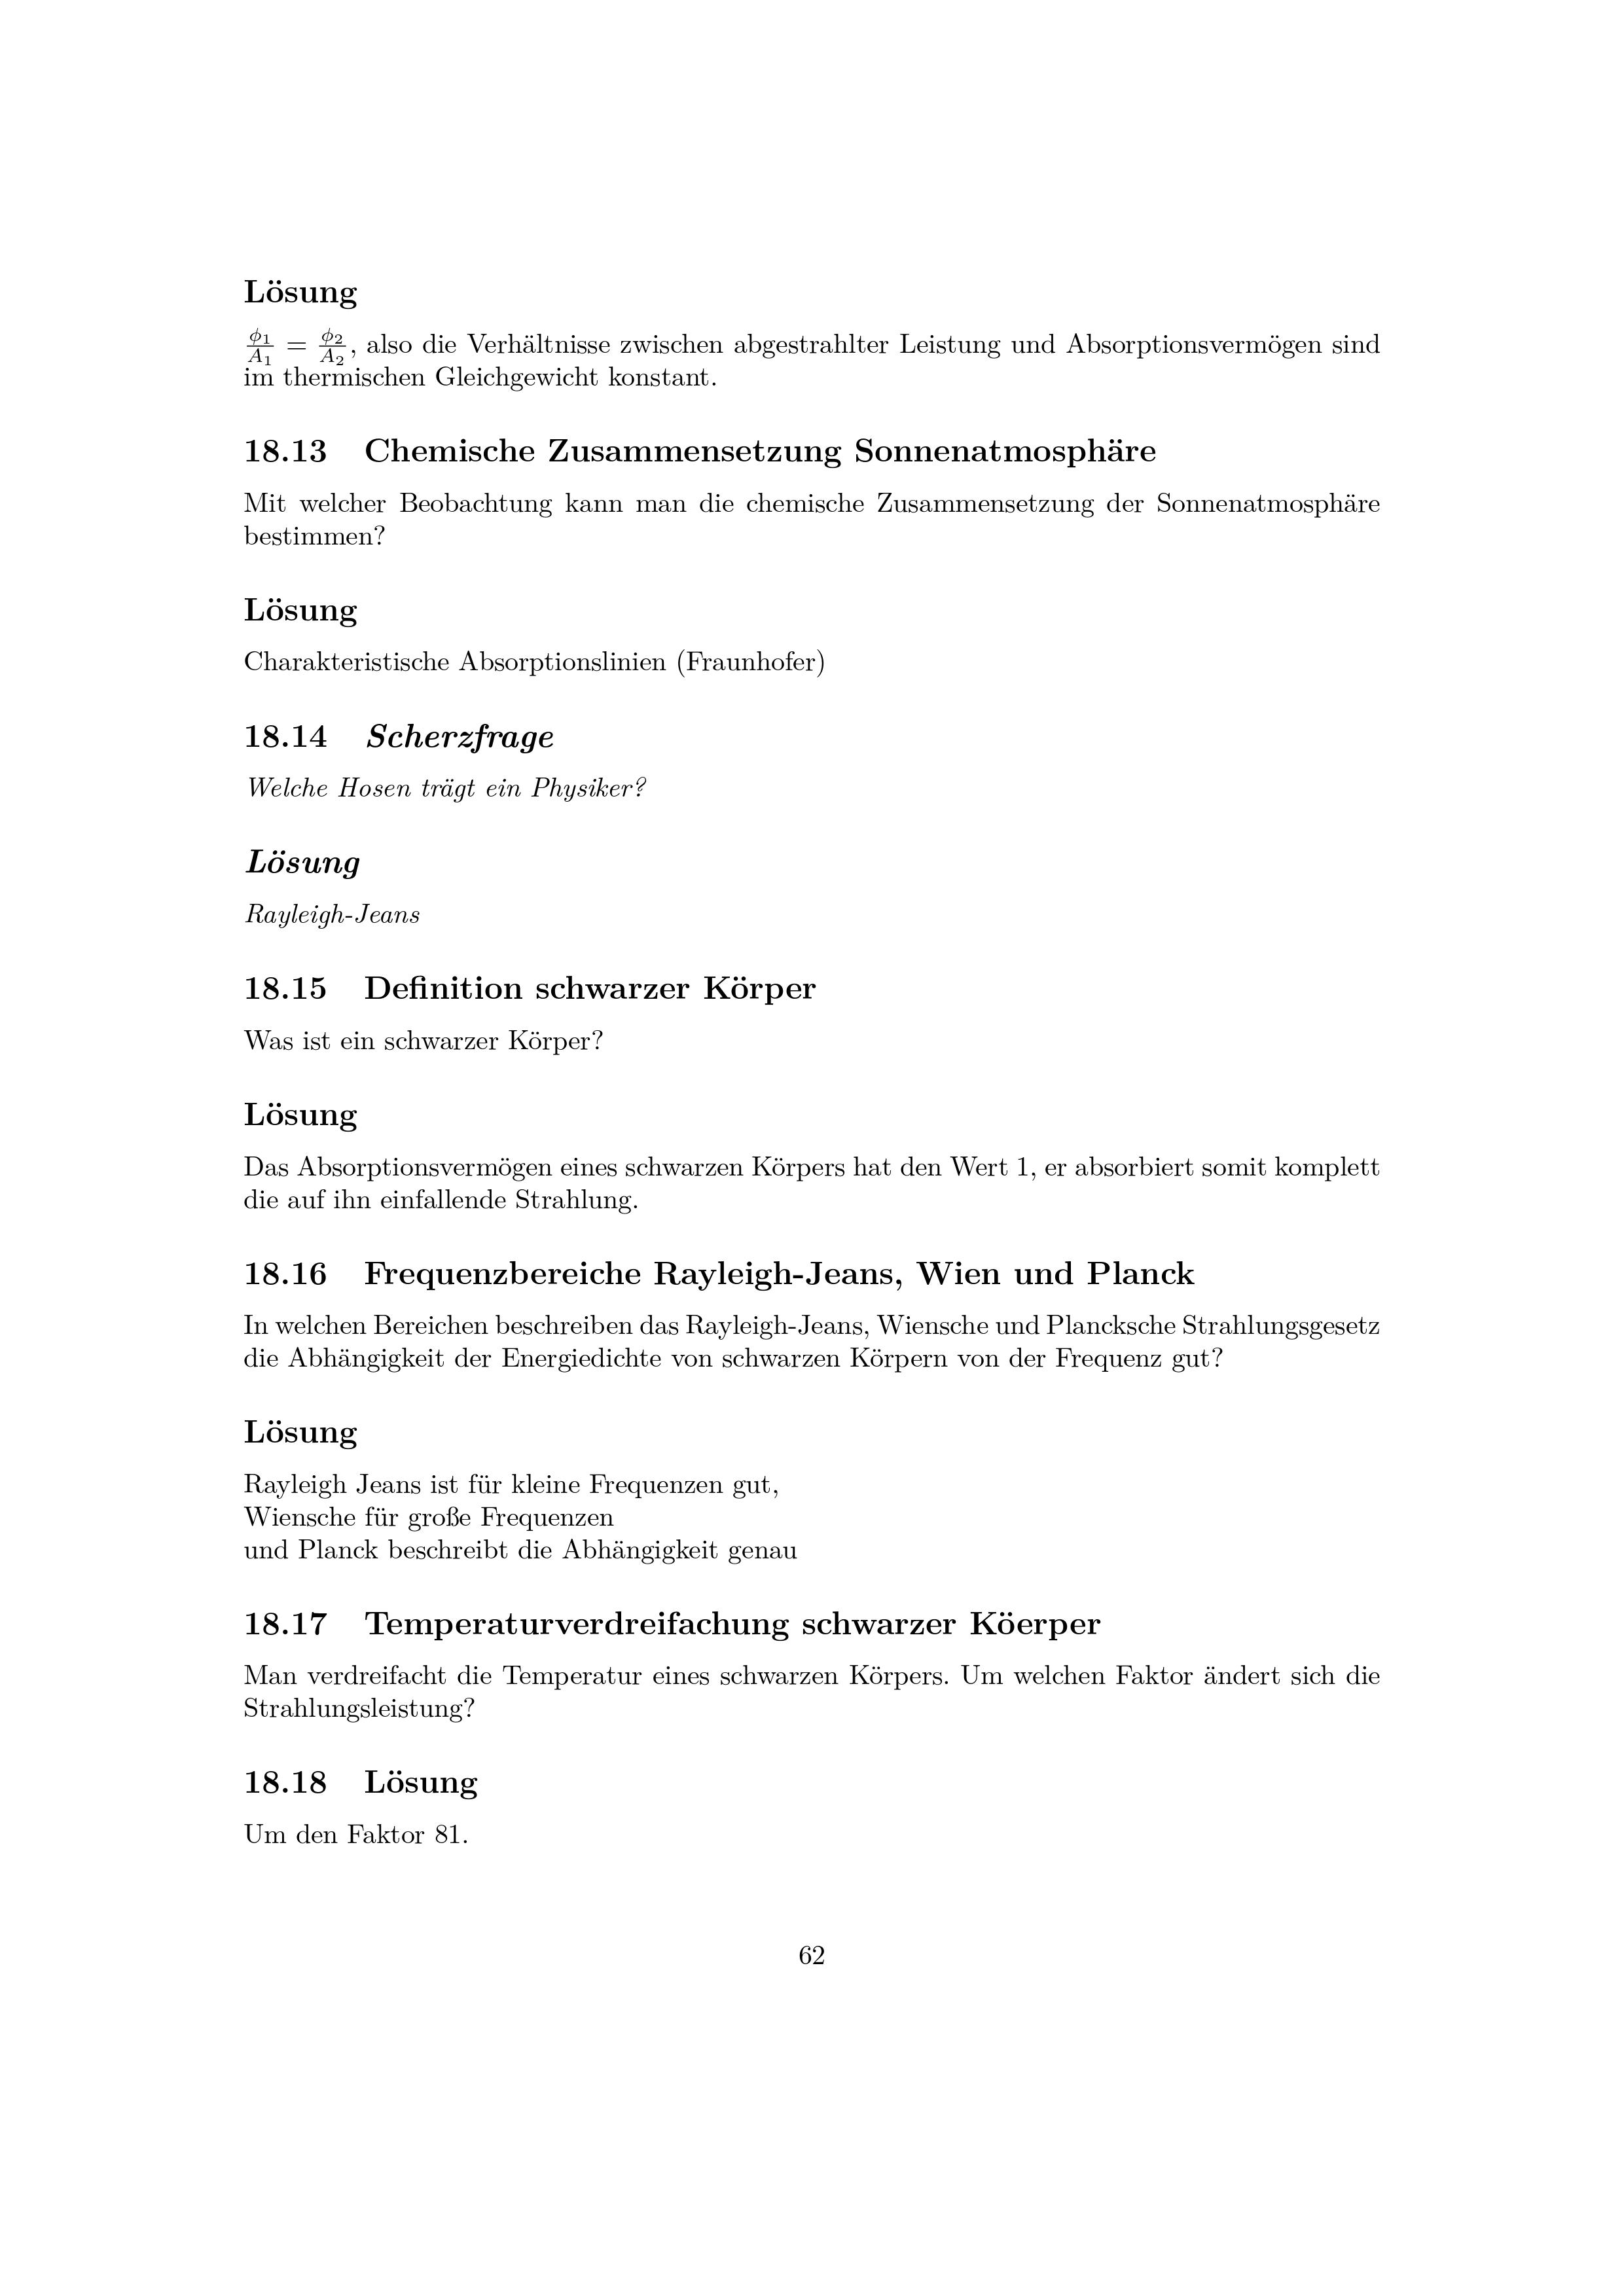 Lösung
ϕ1/A1 = ϕ2/A2, also die Verhältnisse zwischen abgestrahlter Leistung und Absorptionsvermögen sind
im thermischen Gleichgewicht konstant.
18.13 Chemische Zusammensetzung Sonnenatmosphäre
Mit welcher Beobachtung kann man die chemische Zusammensetzung der Sonnenatmosphäre
bestimmen?
Lösung
Charakteristische Absorptionslinien (Fraunhofer)
18.14 Scherzfrage
Welche Hosen trägt ein Physiker?
Lösung
Rayleigh-Jeans
18.15 Definition schwarzer Körper
Was ist ein schwarzer Körper?
Lösung
Das Absorptionsvermögen eines schwarzen Körpers hat den Wert 1, er absorbiert somit komplett
die auf ihn einfallende Strahlung.
18.16 Frequenzbereiche Rayleigh-Jeans, Wien und Planck
In welchen Bereichen beschreiben das Rayleigh-Jeans, Wiensche und Plancksche Strahlungsgesetz
die Abhängigkeit der Energiedichte von schwarzen Körpern von der Frequenz gut?
Lösung
Rayleigh Jeans ist für kleine Frequenzen gut,
Wiensche für große Frequenzen
und Planck beschreibt die Abhängigkeit genau
18.17 Temperaturverdreifachung schwarzer Köerper
Man verdreifacht die Temperatur eines schwarzen Körpers. Um welchen Faktor ändert sich die
Strahlungsleistung?
18.18 Lösung
Um den Faktor 81.
62